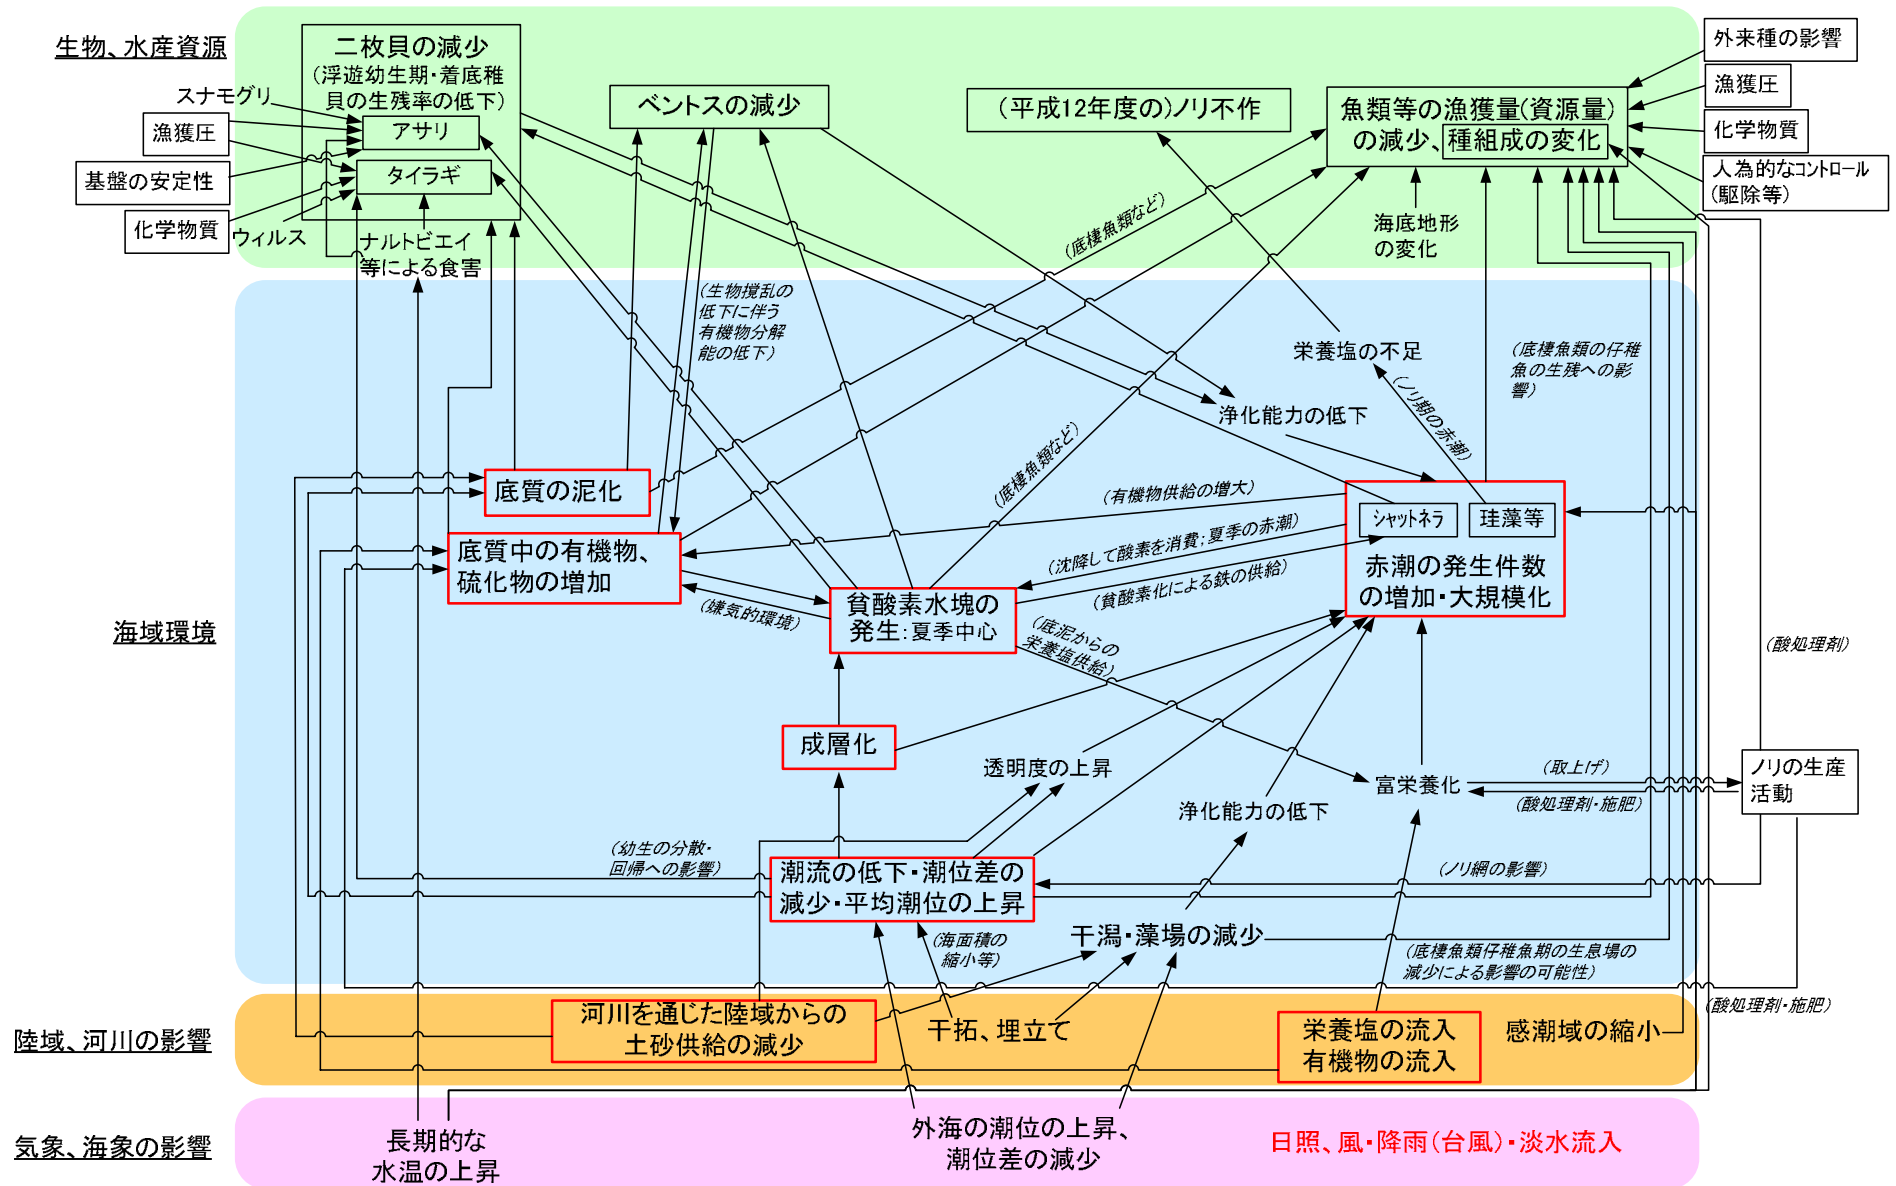 生物、水産資源
二枚貝の減少
(浮遊幼生期・着底稚
貝の生残率の低下)
スナモグリ
漁獲圧
基盤の安定性
化学物質
ウィルス
アサリ
タイラギ
ナルトビエイ
等による食害
ベントスの減少
(平成12年度の)ノリ不作
魚類等の漁獲量(資源量)
の減少、種組成の変化
外来種の影響
漁獲圧
化学物質
人為的なコントロール
(駆除等)
海底地形
の変化
(底棲魚類など)
海域環境
(生物撹乱の
低下に伴う
有機物分解
能の低下)
栄養塩の不足
(底棲魚類の仔稚
魚の生残への影
響)
(ノリ期の赤潮)
浄化能力の低下
(底棲魚類など)
底質の泥化
底質中の有機物、
硫化物の増加
(有機物供給の増大)
(沈降して酸素を消費:夏季の赤潮)
(貧酸素化による鉄の供給)
(嫌気的環境)
貧酸素水塊の
発生:夏季中心
シャットネラ
珪藻等
赤潮の発生件数
の増加・大規模化
(底泥からの
栄養塩供給)
(酸処理剤)
成層化
透明度の上昇
浄化能力の低下
富栄養化
(取上げ)
(酸処理剤・施肥)
ノリの生産
活動
(幼生の分散・
回帰への影響)
潮流の低下・潮位差の
減少・平均潮位の上昇
(ノリ網の影響)
(海面積の
縮小等)
干潟・藻場の減少
(底棲魚類仔稚魚期の生息場の
減少による影響の可能性)
(酸処理剤・施肥)
陸域、河川の影響
河川を通じた陸域からの
土砂供給の減少
干拓、埋立て
栄養塩の流入
有機物の流入
感潮域の縮小
気象、海象の影響
長期的な
水温の上昇
外海の潮位の上昇、
潮位差の減少
日照、風・降雨(台風)・淡水流入